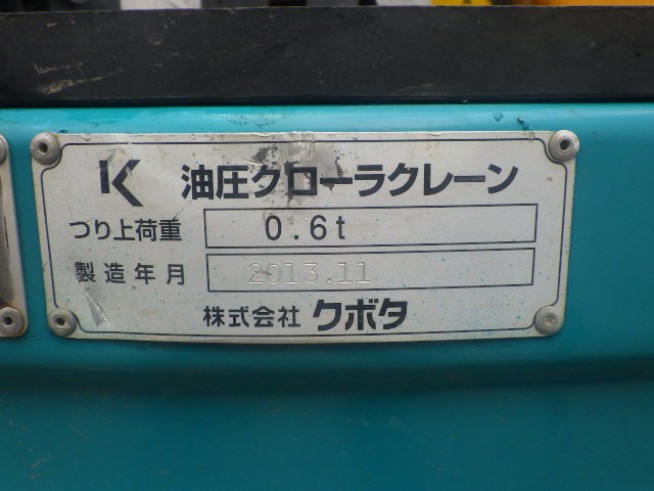 K 油圧クローラクレーン
つり上荷重 0.6t
製造年月 2013.11
株式会社 クボタ